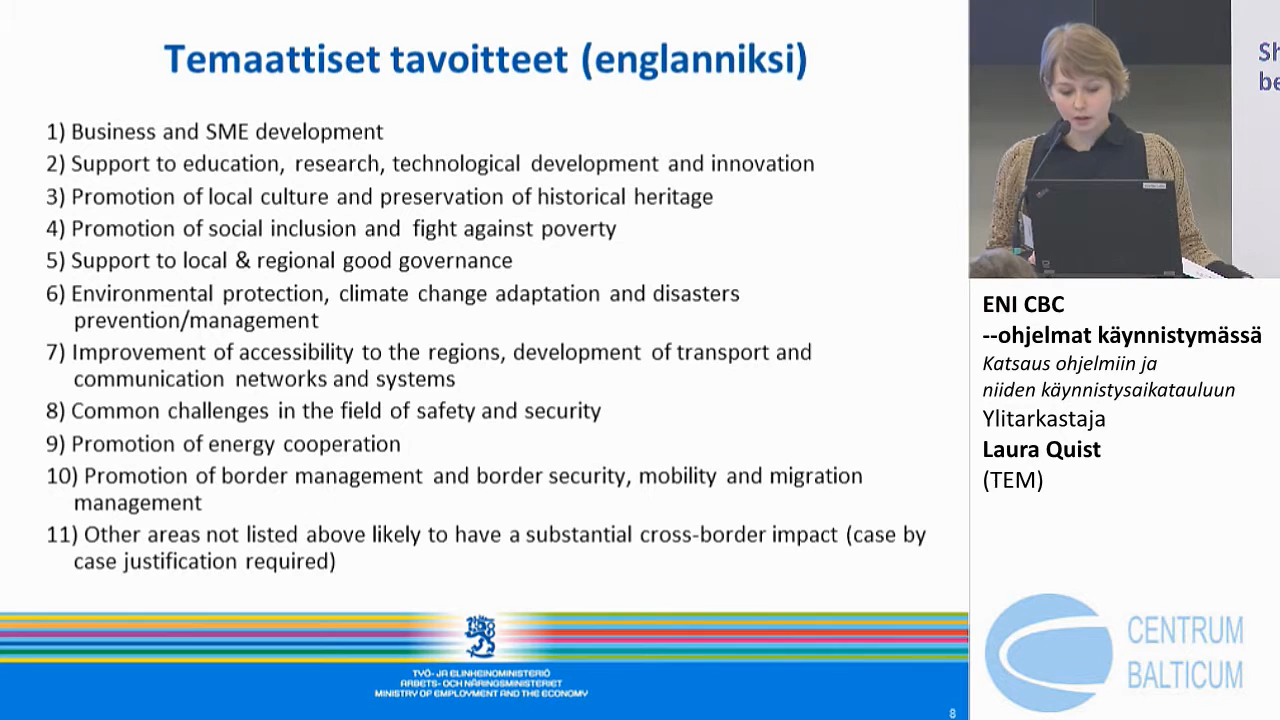 Temaattiset tavoitteet (englanniksi)
1) Business and SME development
2) Support to education, research, technological development and innovation
3) Promotion of local culture and preservation of historical heritage
4) Promotion of social inclusion and fight against poverty
5) Support to local & regional good governance
6) Environmental protection, climate change adaptation and disasters
prevention/management
7) Improvement of accessibility to the regions, development of transport and
communication networks and systems
8) Common challenges in the field of safety and security
9) Promotion of energy cooperation
10) Promotion of border management and border security, mobility and migration
management
11) Other areas not listed above likely to have a substantial cross-border impact (case by
case justification required)
TYÖ- JA ELINKEINOMINISTERIÖ
ARBETS- OCH NÄRINGSMINISTERIET
MINISTRY OF EMPLOYMENT AND THE ECONOMY
8
Sh
be
ENI CBC
--ohjelmat käynnistymässä
Katsaus ohjelmiin ja
niiden käynnistysaikatauluun
Ylitarkastaja
Laura Quist
(TEM)
CENTRUM
BALTICUM